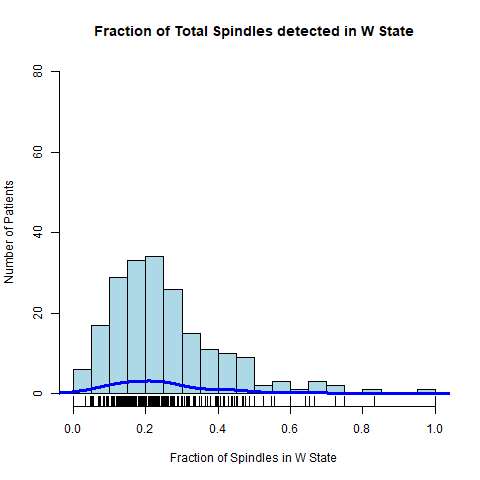 Fraction of Total Spindles detected in W State
Number of Patients
80
60
40
20
0
0.0 0.2 0.4 0.6 0.8 1.0
Fraction of Spindles in W State